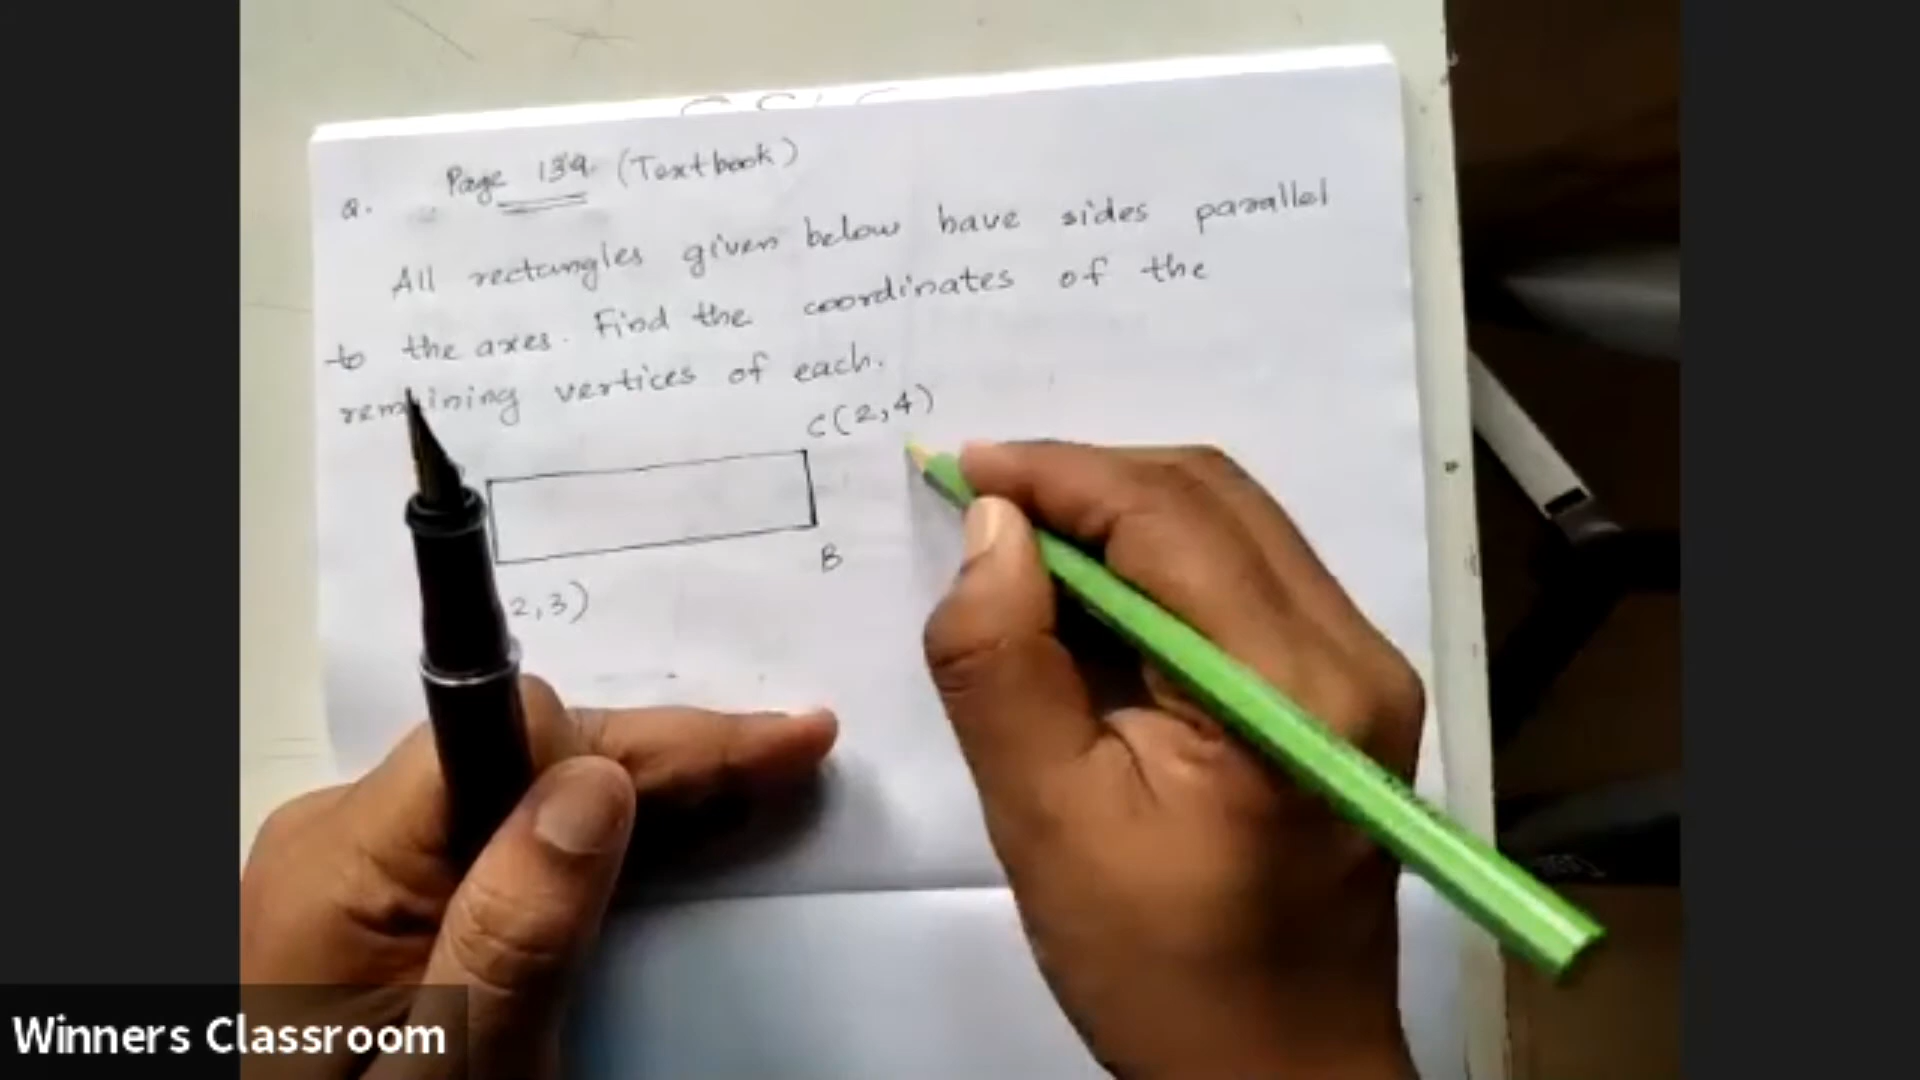 Q. Page 139 (Textbook)
All rectangles given below have sides parallel
to the axes. Find the coordinates of the
remaining vertices of each.
C(2,4)
B
2,3)
Winners Classroom